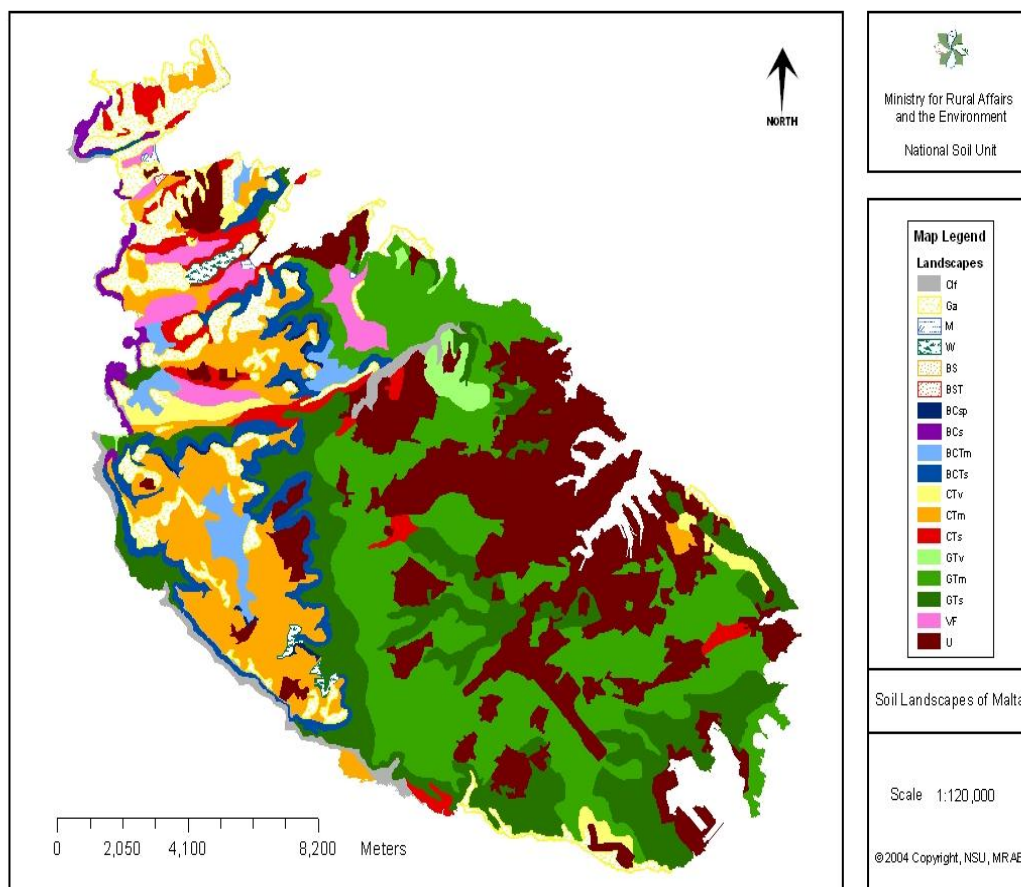 NORTH
0 2,050 4,100 8,200 Meters
Ministry for Rural Affairs
and the Environment
National Soil Unit
Map Legend
Landscapes
Clf
Ga
M
W
BS
BST
BCsp
BCs
BCTm
BCTs
CTv
CTm
CTs
GTv
GTm
GTs
VF
U
Soil Landscapes of Malta
Scale 1:120,000
©2004 Copyright, NSU, MRAE